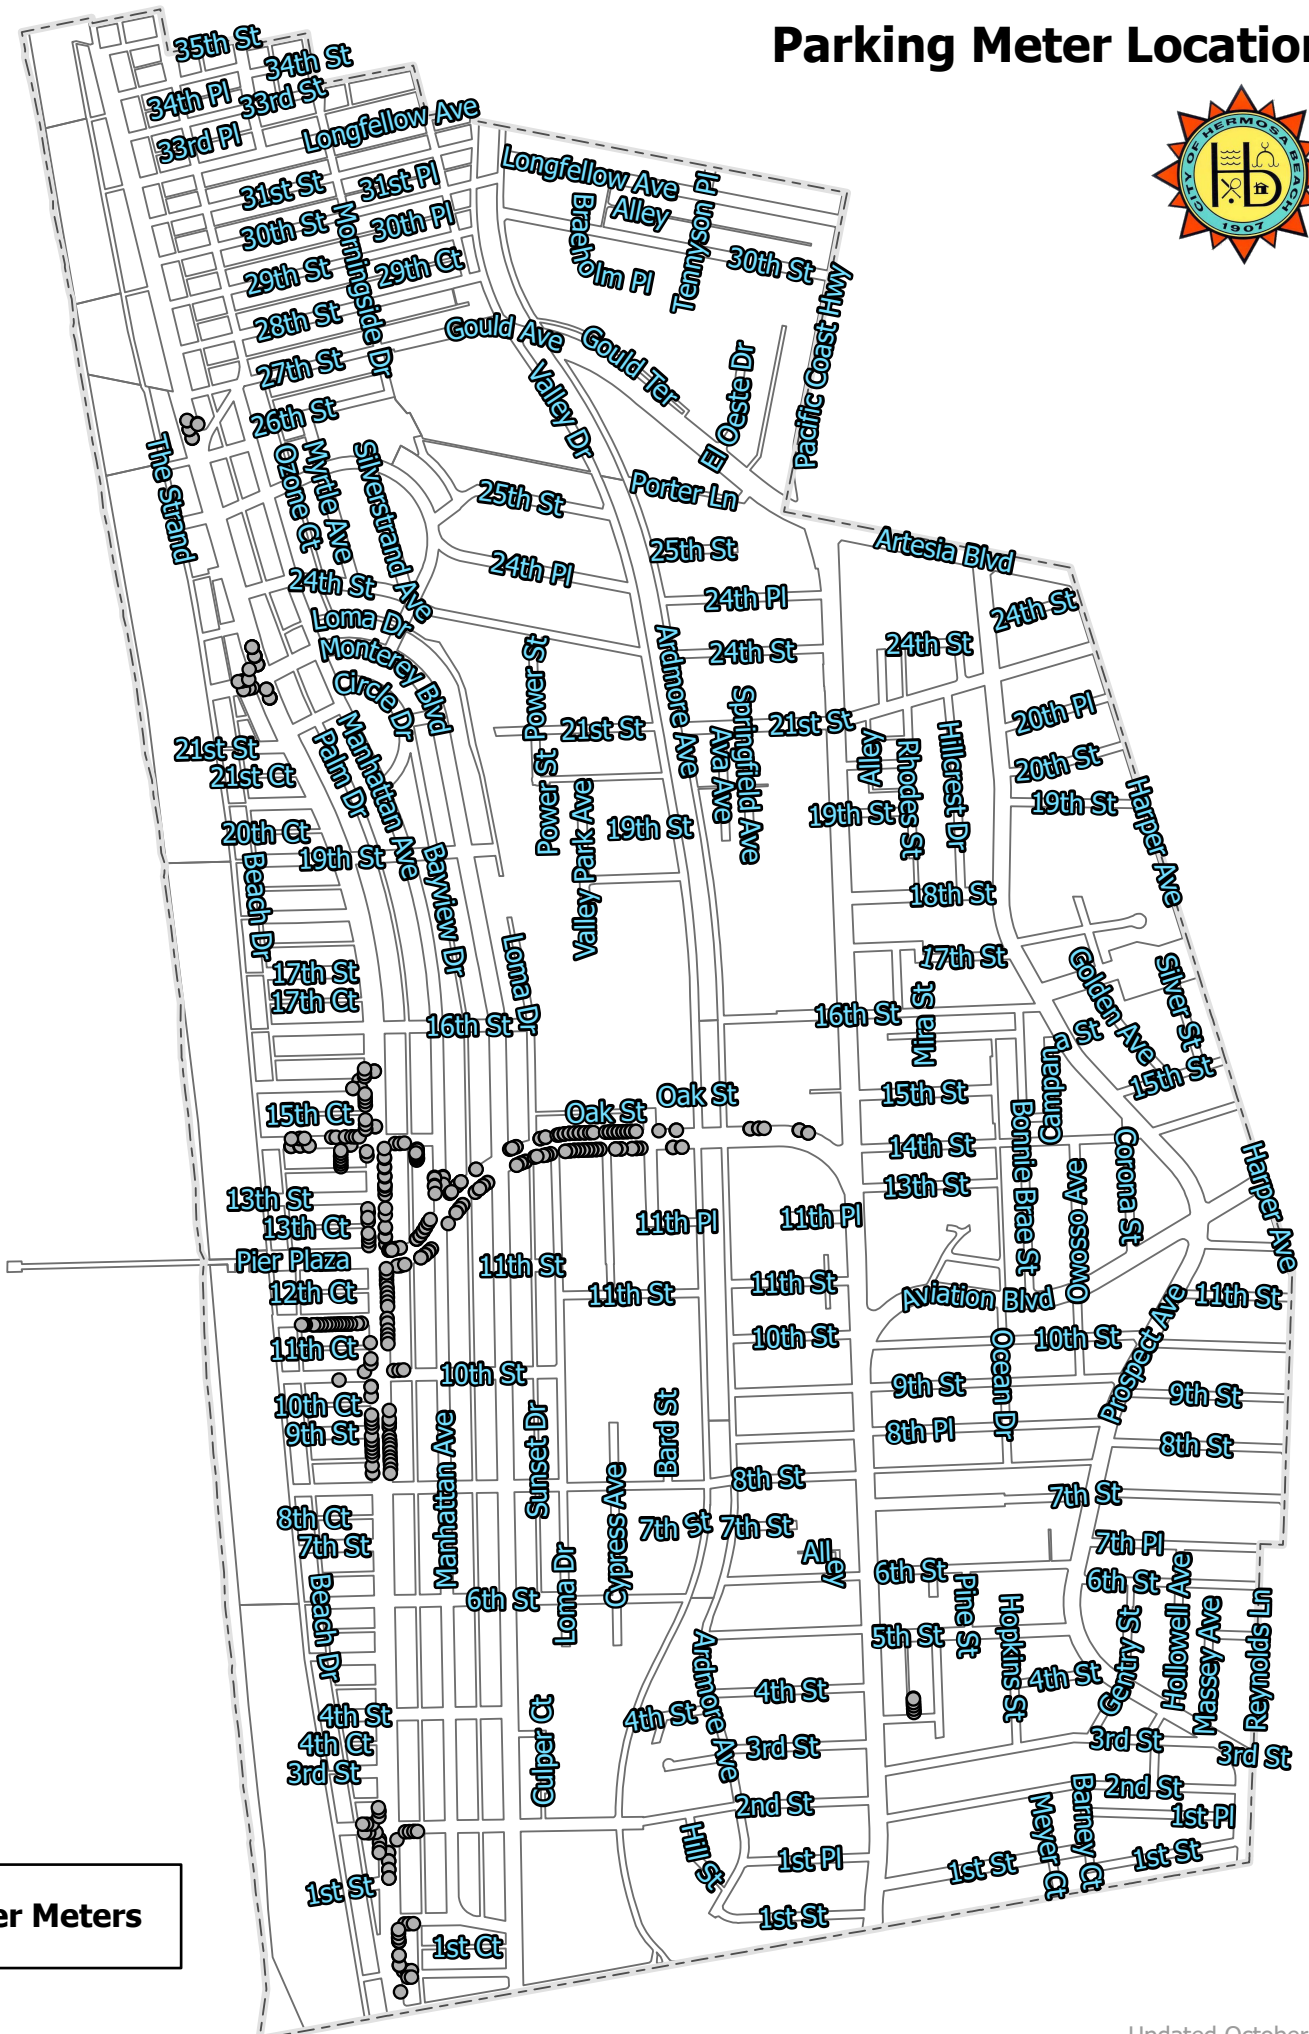 Parking Meter Location
CITY OF HERMOSA BEACH
Hb
1907
35th St
34th St
34th Pl
33rd St
33rd Pl
Longfellow Ave
31st St
31st Pl
30th St
30th Pl
29th St
29th Ct
28th St
Morningside Dr
27th St
26th St
Longfellow Ave
Alley
Braeholm Pl
Tennyson Pl
30th St
Pacific Coast Hwy
Gould Ave
Gould Ter
Valley Dr
El Oeste Dr
The Strand
Ozone Ct
Myrtle Ave
Silverstrand Ave
25th St
Porter Ln
25th St
Artesia Blvd
24th Pl
24th Pl
24th St
24th St
24th St
24th St
Loma Dr
Monterey Blvd
Circle Dr
Power St
Ardmore Ave
Springfield Ave
Ava Ave
21st St
21st St
21st St
21st Ct
Manhattan Ave
Palm Dr
Power St
Valley Park Ave
Alley
Rhodes St
Hillcrest Dr
20th Pl
20th St
19th St
Harper Ave
20th Ct
19th St
19th St
19th St
Beach Dr
Bayview Dr
18th St
17th St
17th St
17th Ct
Loma Dr
Golden Ave
Silver St
16th St
16th St
Mira St
Campana St
15th St
15th St
15th Ct
Oak St
Oak St
14th St
13th St
Bonnie Brae St
Owosso Ave
Corona St
Harper Ave
13th St
13th Ct
11th Pl
11th Pl
Pier Plaza
12th Ct
11th St
11th St
11th St
Aviation Blvd
11th St
11th Ct
10th St
10th St
10th St
Ocean Dr
Prospect Ave
10th Ct
9th St
9th St
9th St
8th Pl
8th St
Manhattan Ave
Sunset Dr
Bard St
Cypress Ave
8th St
7th St
8th Ct
7th St
7th St
7th St
7th Pl
Alley
6th St
6th St
6th St
Beach Dr
Loma Dr
Pine St
Hopkins St
Gentry St
Hollowell Ave
Massey Ave
Reynolds Ln
5th St
Ardmore Ave
4th St
4th St
4th St
4th St
4th Ct
3rd St
3rd St
3rd St
3rd St
Culper Ct
2nd St
2nd St
1st Pl
Hill St
Meyer Ct
Barney Ct
1st Pl
1st St
1st St
1st St
1st St
1st Ct
er Meters
Updated October